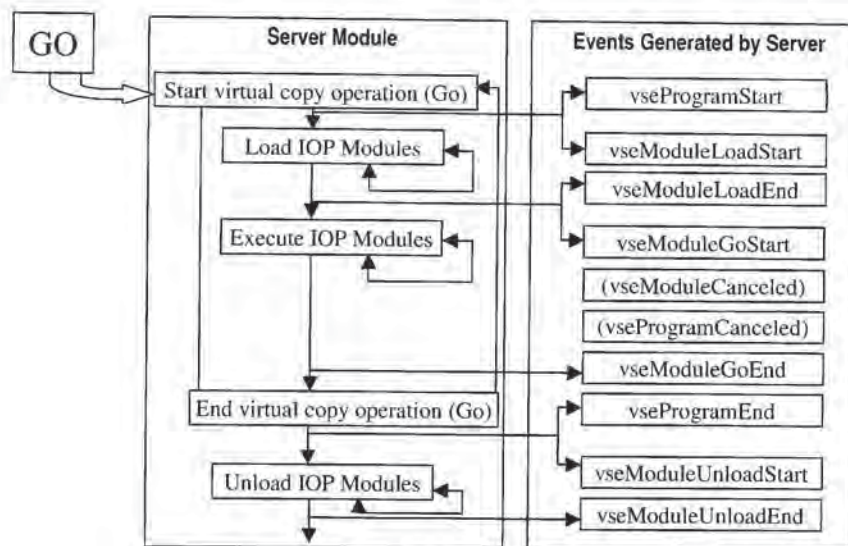 GO
Server Module
Start virtual copy operation (Go)
Load IOP Modules
Execute IOP Modules
End virtual copy operation (Go)
Unload IOP Modules
Events Generated by Server
vseProgramStart
vseModuleLoadStart
vseModuleLoadEnd
vseModuleGoStart
(vseModuleCanceled)
(vseProgramCanceled)
vseModuleGoEnd
vseProgramEnd
vseModuleUnloadStart
vseModuleUnloadEnd